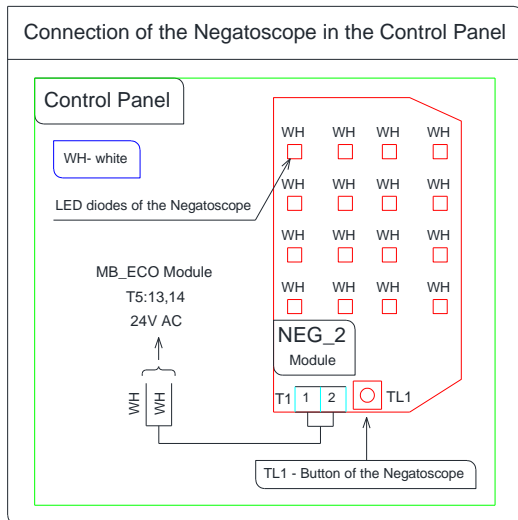 Connection of the Negatoscope in the Control Panel
Control Panel
WH- white
LED diodes of the Negatoscope
WH WH WH WH
WH WH WH WH
WH WH WH WH
WH WH WH WH
MB_ECO Module
T5:13,14
24V AC
WH
WH
NEG_2
Module
T1 1 2 TL1
TL1 - Button of the Negatoscope